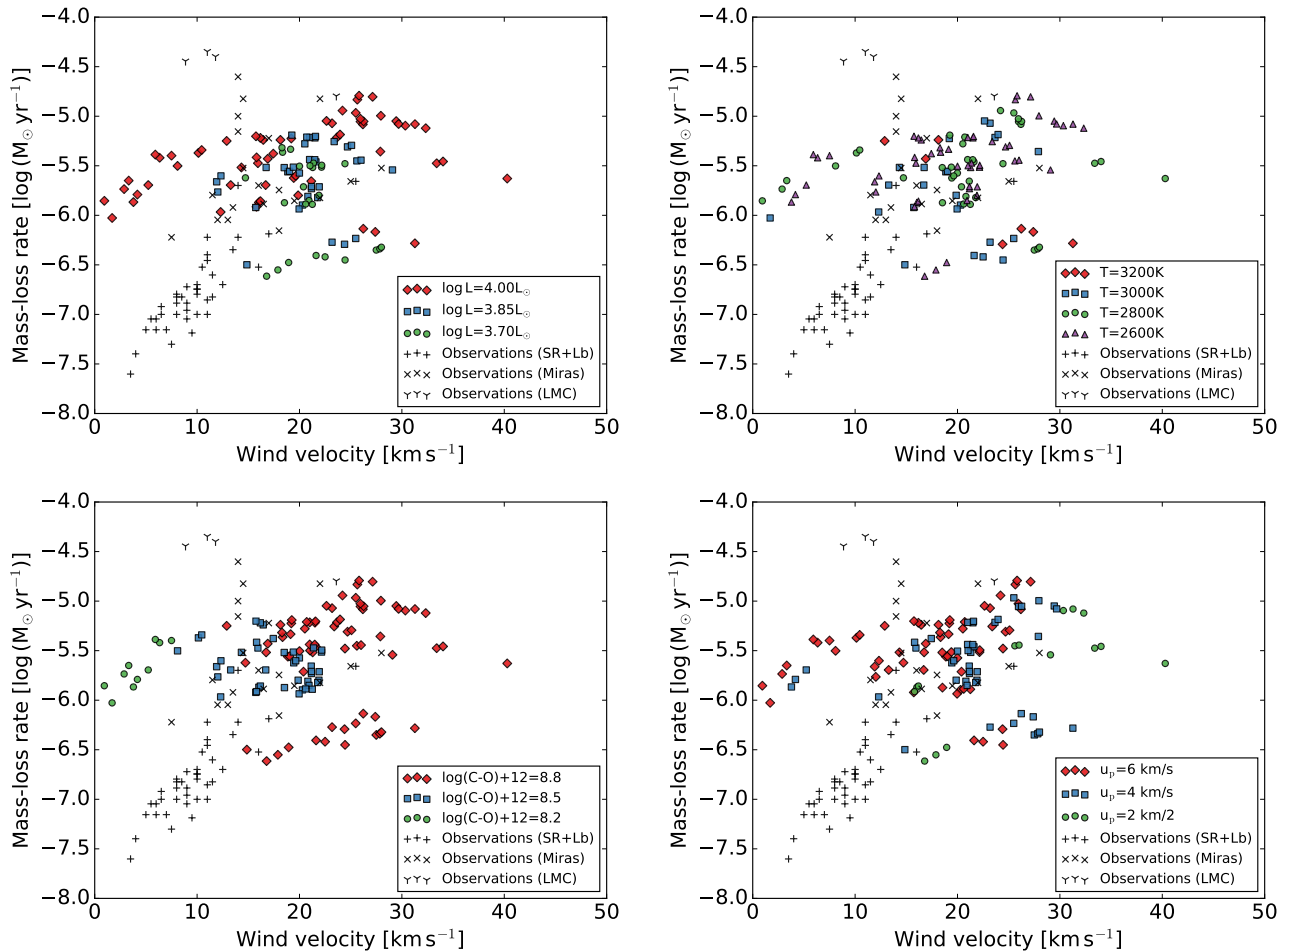 −4.0
−4.5
−5.0
−5.5
−6.0
−6.5
−7.0
−7.5
−8.0
Mass-loss rate [log(M⊙ yr⁻¹)]
log L=4.00L⊙
log L=3.85L⊙
log L=3.70L⊙
Observations (SR+Lb)
Observations (Miras)
Observations (LMC)
0 10 20 30 40 50
Wind velocity [km s⁻¹]
−4.0
−4.5
−5.0
−5.5
−6.0
−6.5
−7.0
−7.5
−8.0
Mass-loss rate [log(M⊙ yr⁻¹)]
T=3200K
T=3000K
T=2800K
T=2600K
Observations (SR+Lb)
Observations (Miras)
Observations (LMC)
0 10 20 30 40 50
Wind velocity [km s⁻¹]
−4.0
−4.5
−5.0
−5.5
−6.0
−6.5
−7.0
−7.5
−8.0
Mass-loss rate [log(M⊙ yr⁻¹)]
log(C-O)+12=8.8
log(C-O)+12=8.5
log(C-O)+12=8.2
Observations (SR+Lb)
Observations (Miras)
Observations (LMC)
0 10 20 30 40 50
Wind velocity [km s⁻¹]
−4.0
−4.5
−5.0
−5.5
−6.0
−6.5
−7.0
−7.5
−8.0
Mass-loss rate [log(M⊙ yr⁻¹)]
uₚ=6 km/s
uₚ=4 km/s
uₚ=2 km/2
Observations (SR+Lb)
Observations (Miras)
Observations (LMC)
0 10 20 30 40 50
Wind velocity [km s⁻¹]